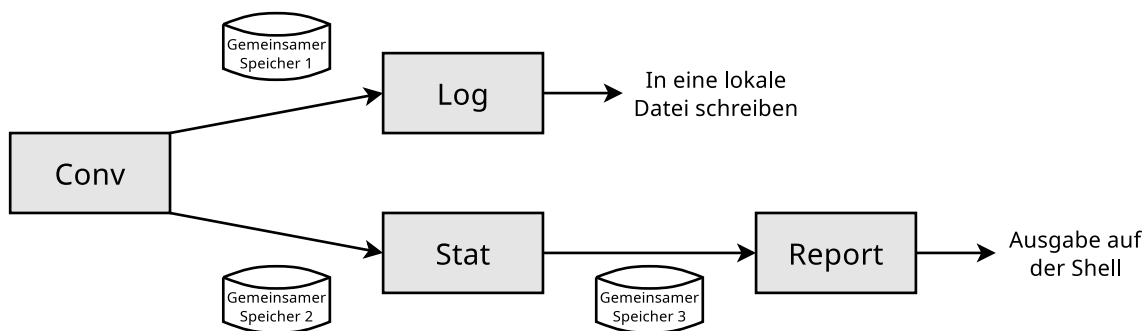 Gemeinsamer
Speicher 1
Log
In eine lokale
Datei schreiben
Conv
Stat
Gemeinsamer
Speicher 2
Gemeinsamer
Speicher 3
Report
Ausgabe auf
der Shell